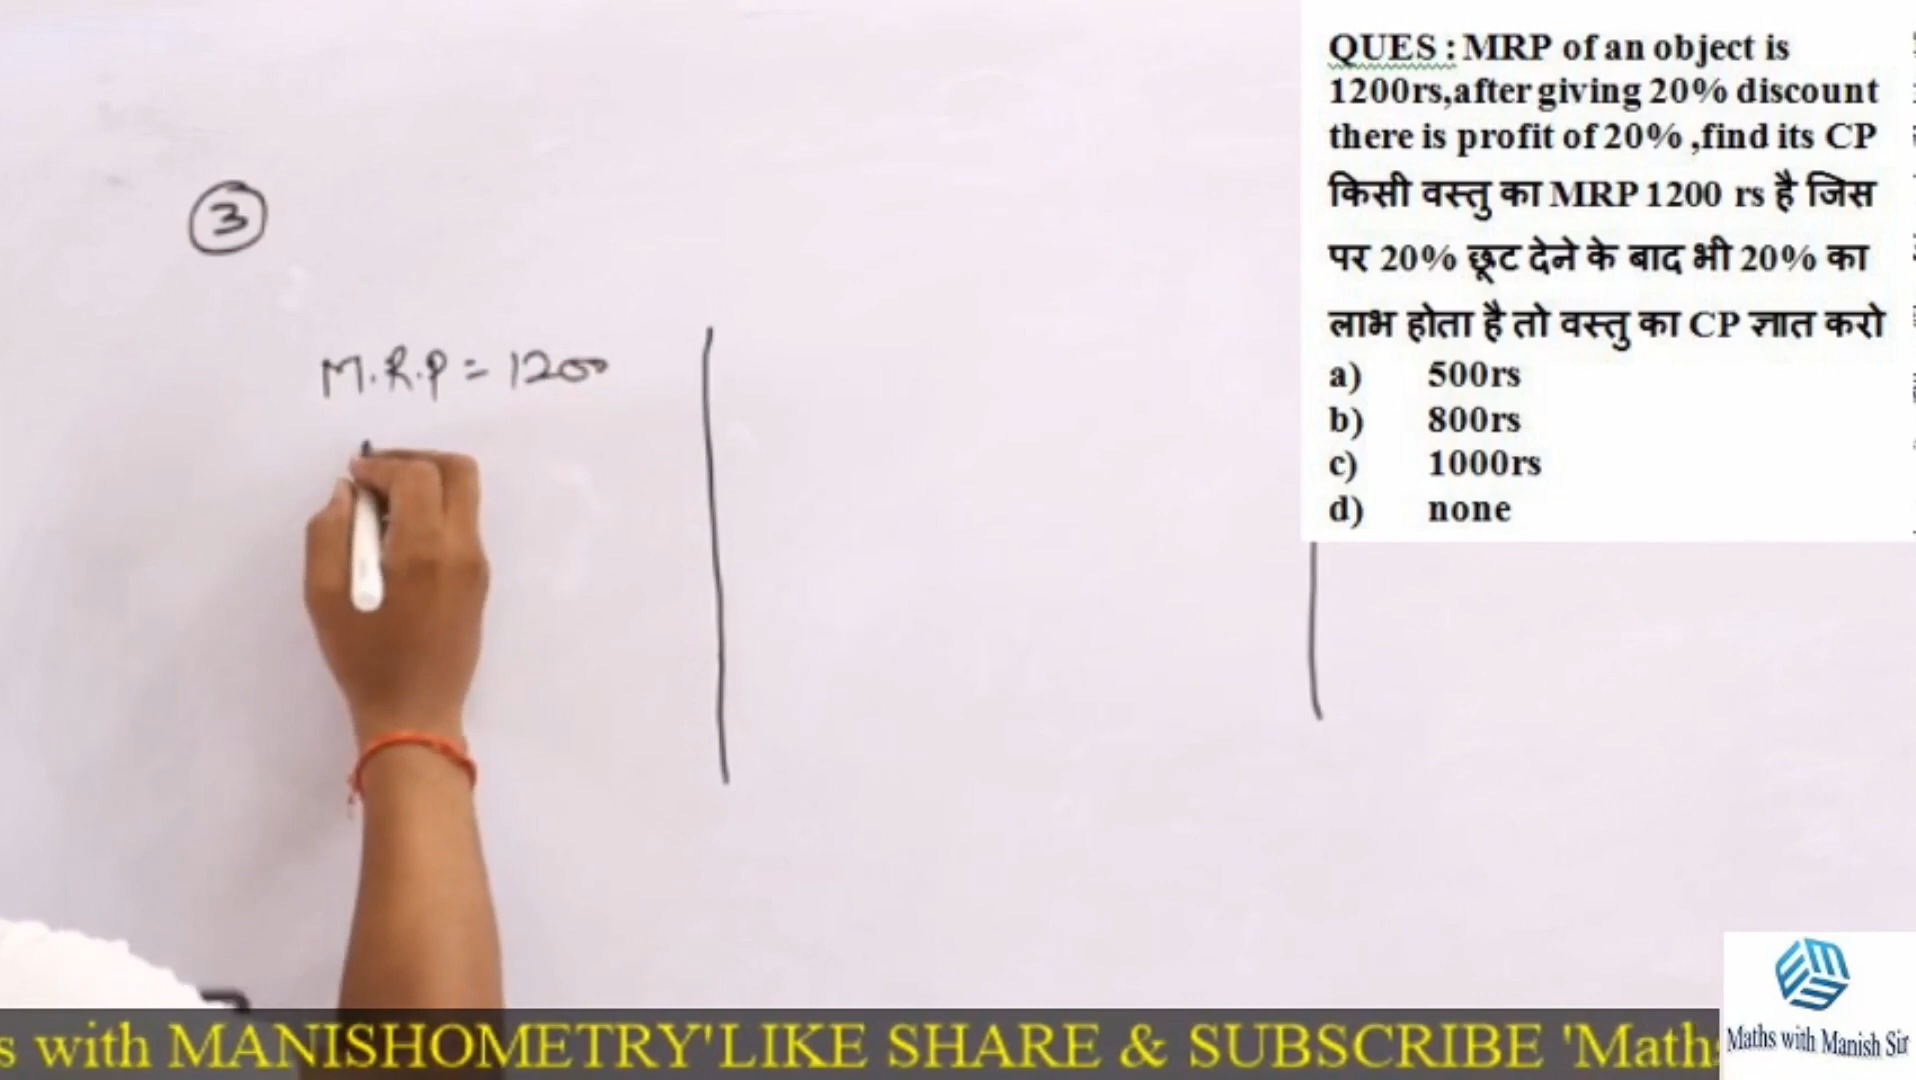 QUES : MRP of an object is
1200rs,after giving 20% discount
there is profit of 20% ,find its CP
किसी वस्तु का MRP 1200 rs है जिस
पर 20% छूट देने के बाद भी 20% का
लाभ होता है तो वस्तु का CP ज्ञात करो
a) 500rs
b) 800rs
c) 1000rs
d) none
3
M.R.P = 1200
s with MANISHOMETRY'LIKE SHARE & SUBSCRIBE 'Math
Maths with Manish Sir